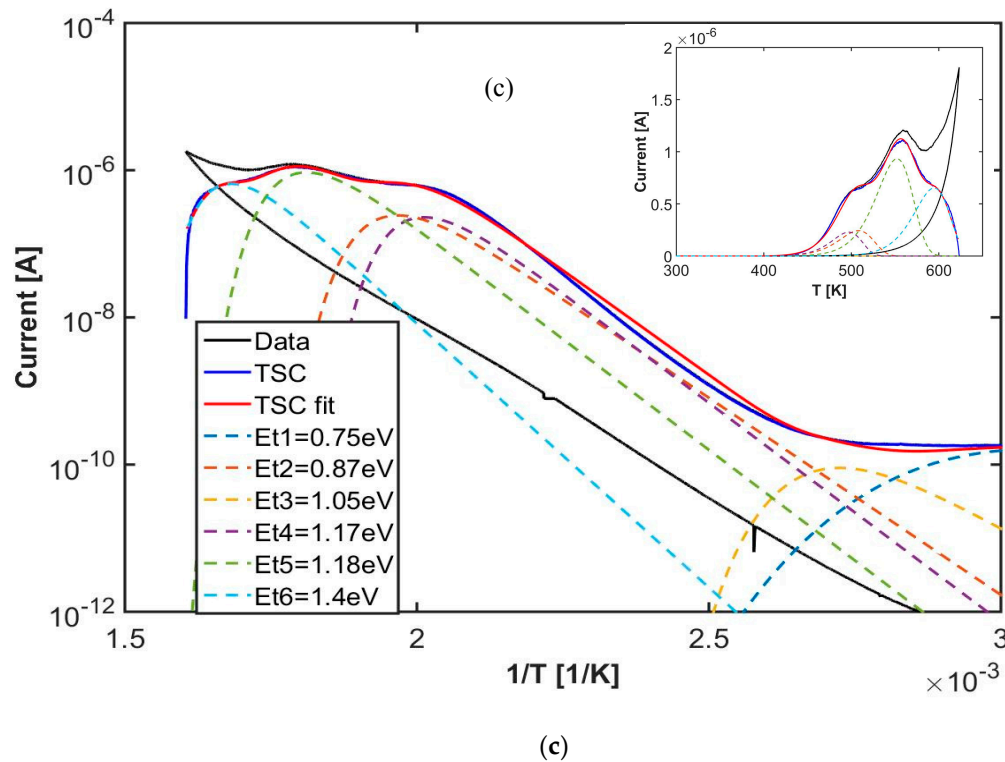 10⁻⁴
10⁻⁶
10⁻⁸
10⁻¹⁰
10⁻¹²
Current [A]
(c)
×10⁻⁶
2
1.5
1
0.5
0
Current [A]
300 400 500 600
T [K]
Data
TSC
TSC fit
Et1=0.75eV
Et2=0.87eV
Et3=1.05eV
Et4=1.17eV
Et5=1.18eV
Et6=1.4eV
1.5 2 2.5 3
1/T [1/K]
×10⁻³
(c)